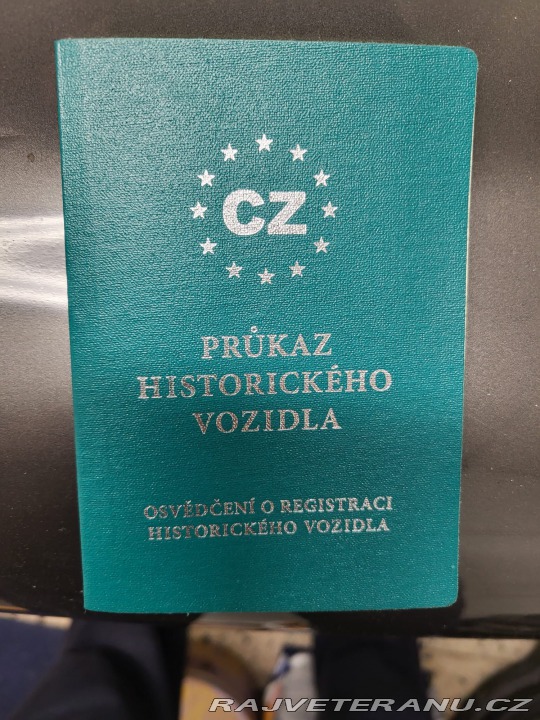 CZ
PRŮKAZ
HISTORICKÉHO
VOZIDLA
OSVĚDČENÍ O REGISTRACI
HISTORICKÉHO VOZIDLA
RAJVETERANU.CZ